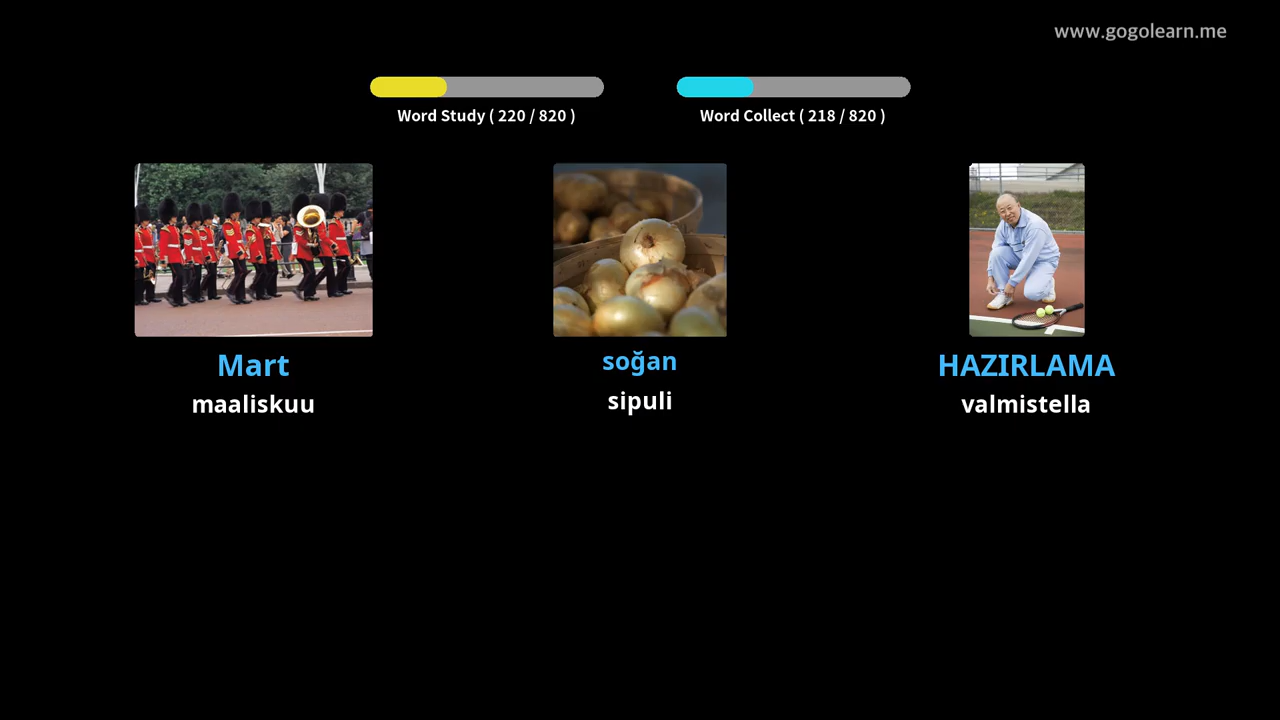 www.gogolearn.me
Word Study ( 220 / 820 )
Word Collect ( 218 / 820 )
Mart
maaliskuu
soğan
sipuli
HAZIRLAMA
valmistella